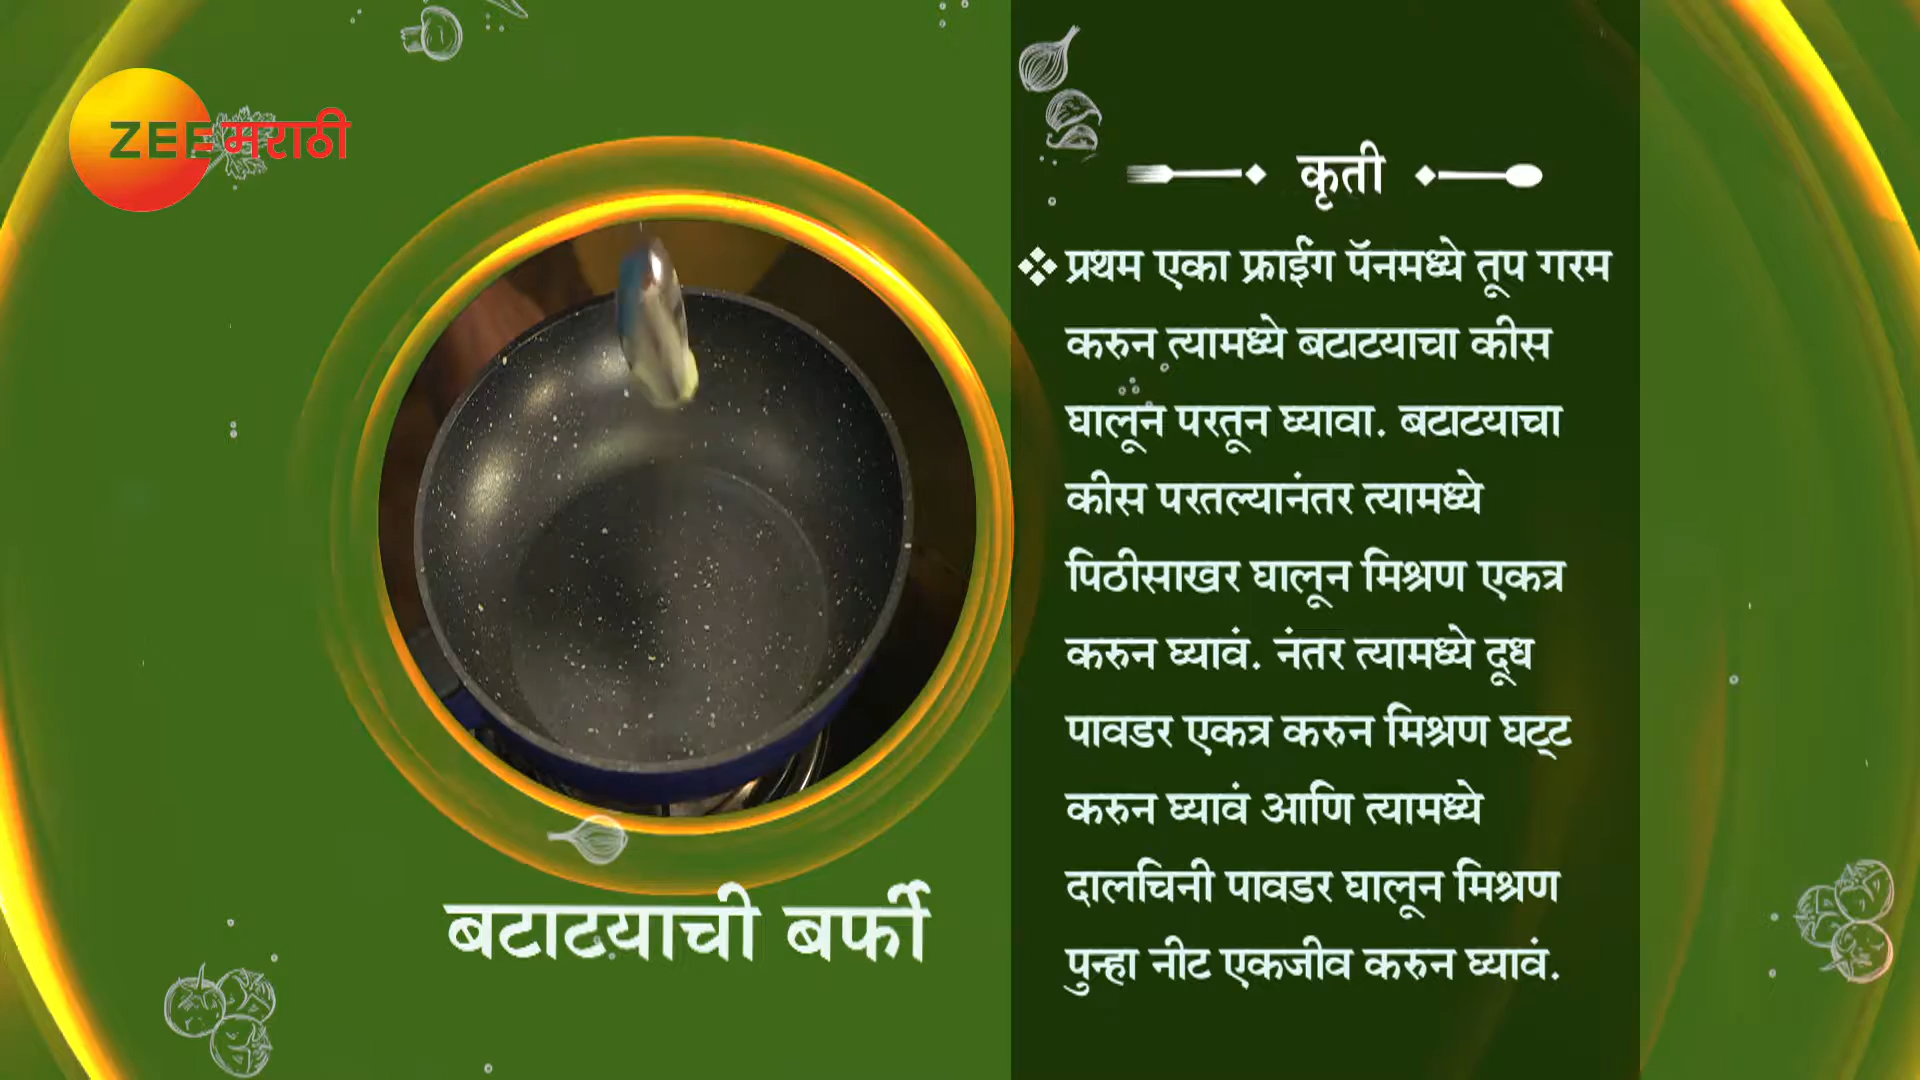 ZEE मराठी
बटाटयाची बर्फी
कृती
❖ प्रथम एका फ्राईंग पॅनमध्ये तूप गरम
करुन त्यामध्ये बटाटयाचा कीस
घालून परतून घ्यावा. बटाटयाचा
कीस परतल्यानंतर त्यामध्ये
पिठीसाखर घालून मिश्रण एकत्र
करुन घ्यावं. नंतर त्यामध्ये दूध
पावडर एकत्र करुन मिश्रण घट्‌ट
करुन घ्यावं आणि त्यामध्ये
दालचिनी पावडर घालून मिश्रण
पुन्हा नीट एकजीव करुन घ्यावं.